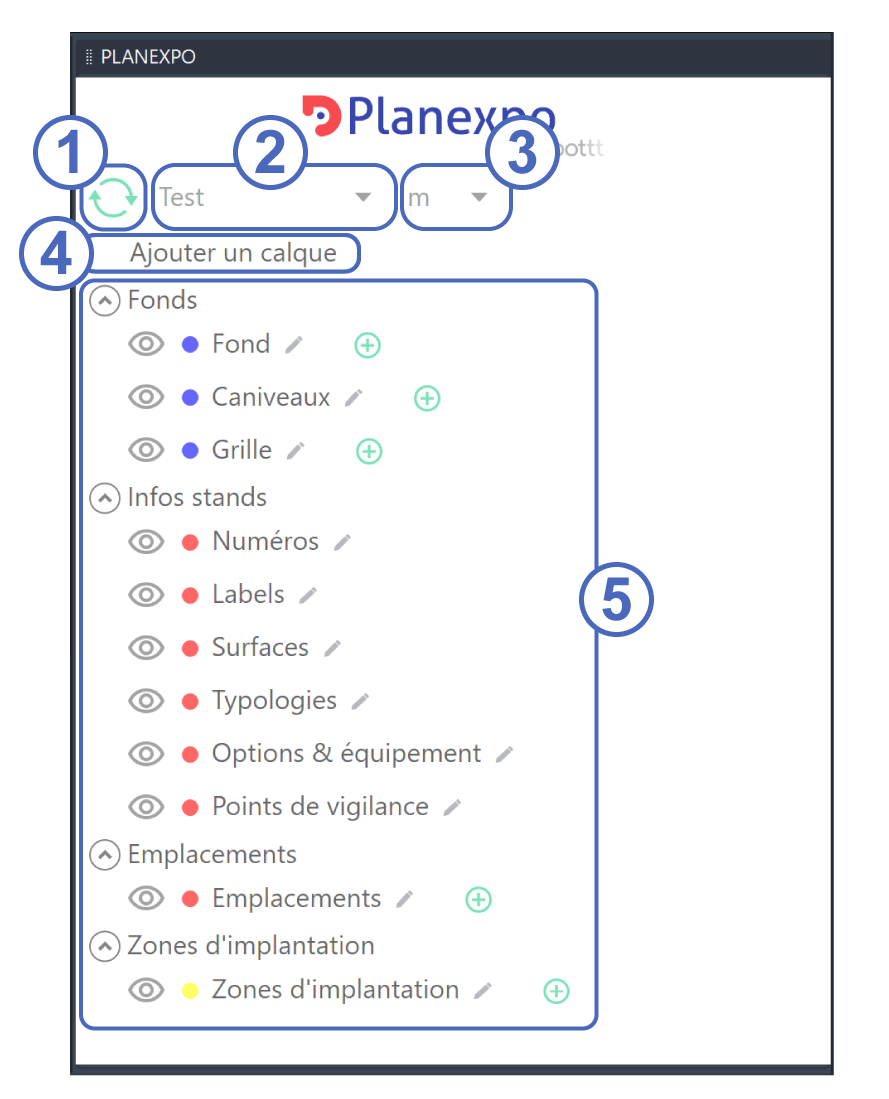 PLANEXPO
Planexpo
1
2
3
Test
m
4
Ajouter un calque
Fonds
Fond
Caniveaux
Grille
Infos stands
Numéros
Labels
5
Surfaces
Typologies
Options & équipement
Points de vigilance
Emplacements
Emplacements
Zones d'implantation
Zones d'implantation